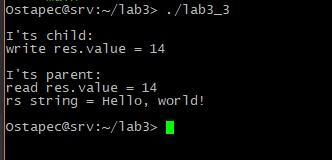 Ostapec@srv:~/lab3> ./lab3_3
I'ts child:
write res.value = 14
I'ts parent:
read res.value = 14
rs string = Hello, world!
Ostapec@srv:~/lab3>